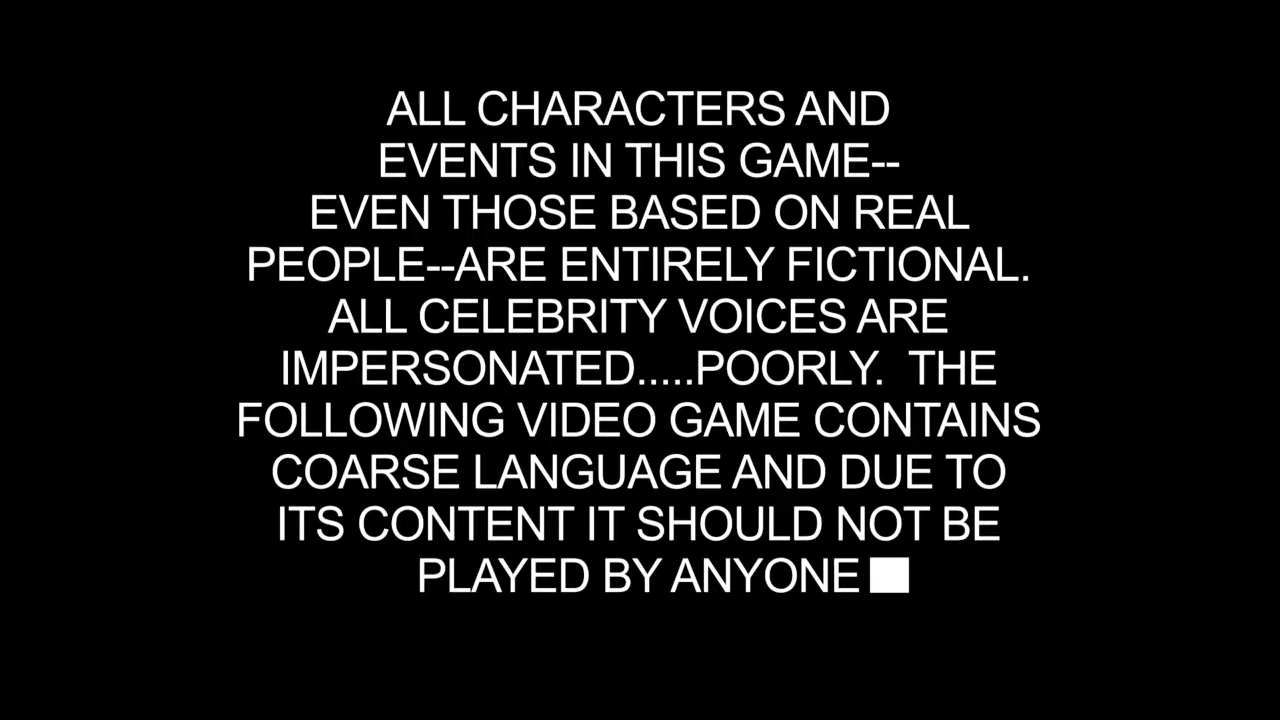 ALL CHARACTERS AND
EVENTS IN THIS GAME--
EVEN THOSE BASED ON REAL
PEOPLE--ARE ENTIRELY FICTIONAL.
ALL CELEBRITY VOICES ARE
IMPERSONATED.....POORLY.  THE
FOLLOWING VIDEO GAME CONTAINS
COARSE LANGUAGE AND DUE TO
ITS CONTENT IT SHOULD NOT BE
PLAYED BY ANYONE